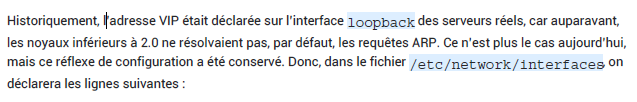 Historiquement, l'adresse VIP était déclarée sur l'interface loopback des serveurs réels, car auparavant,
les noyaux inférieurs à 2.0 ne résolvaient pas, par défaut, les requêtes ARP. Ce n'est plus le cas aujourd'hui,
mais ce réflexe de configuration a été conservé. Donc, dans le fichier /etc/network/interfaces, on
déclarera les lignes suivantes :